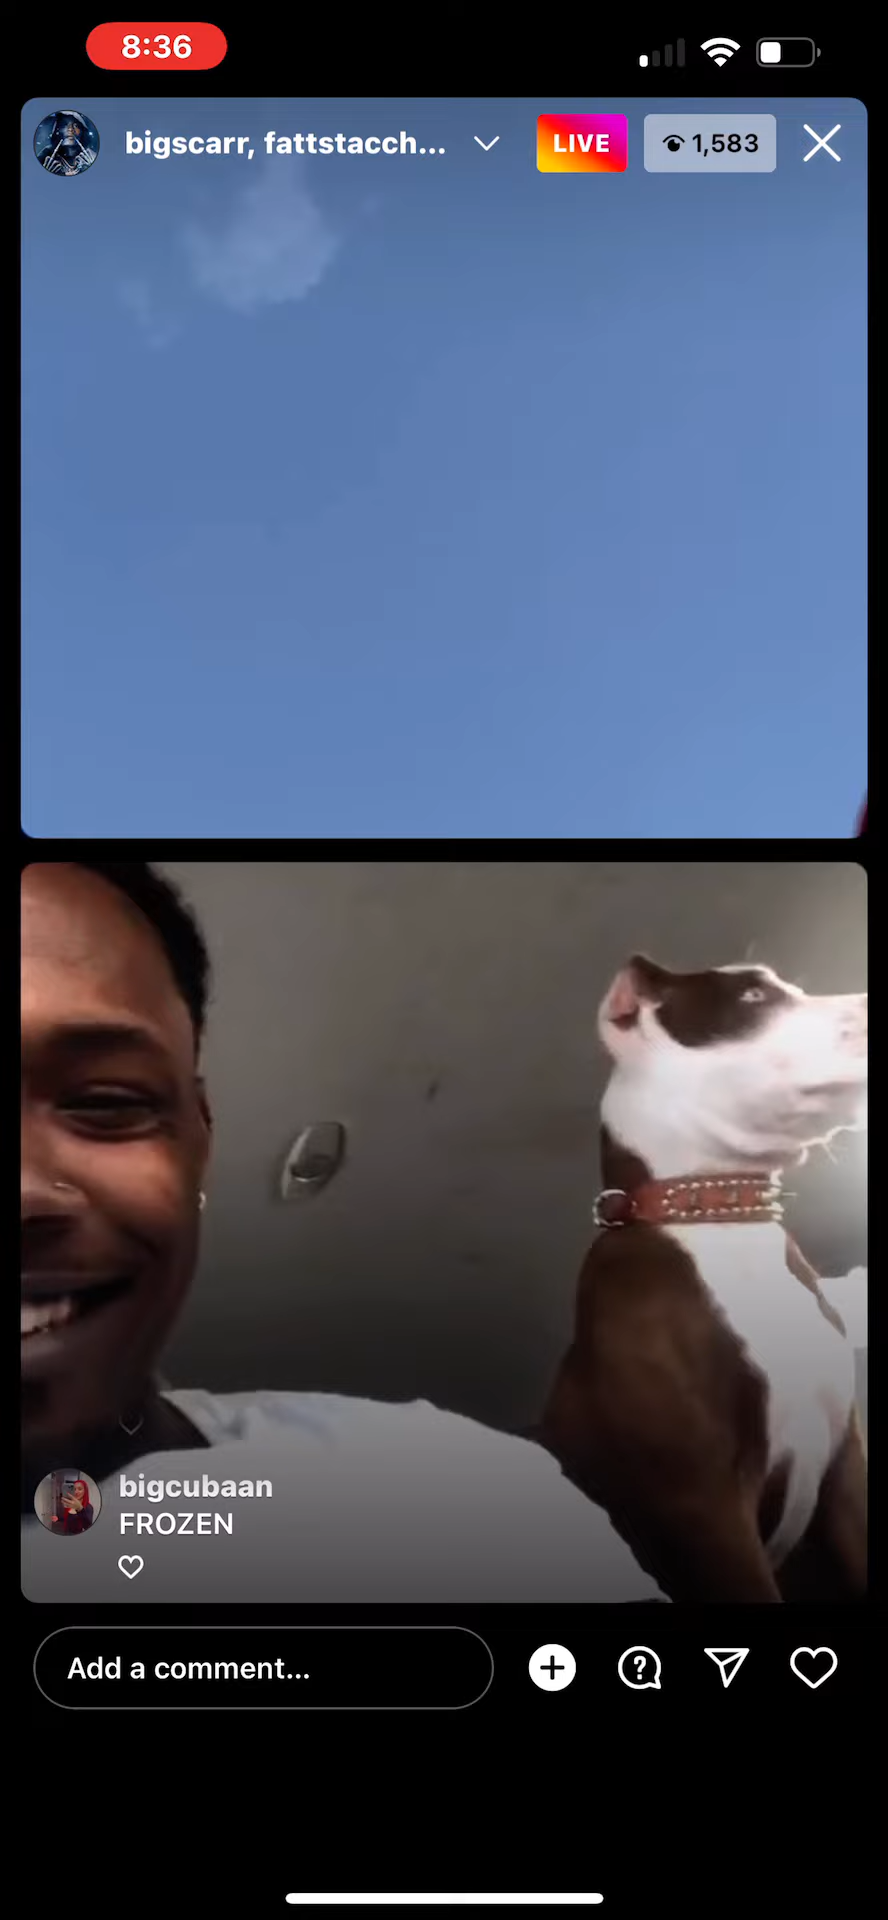 8:36
bigscarr, fattstacch...
LIVE
1,583
bigcubaan
FROZEN
Add a comment...